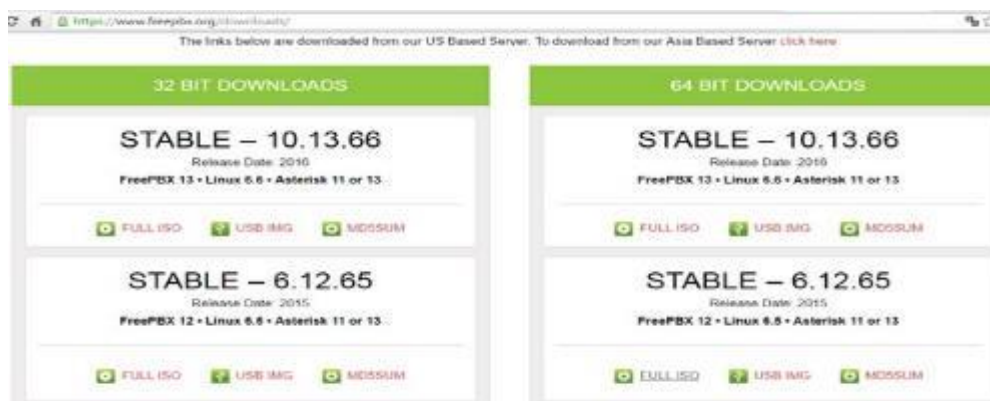 https://www.freepbx.org/downloads/
The links below are downloaded from our US Based Server. To download from our Asia Based Server click here
32 BIT DOWNLOADS
STABLE – 10.13.66
Release Date: 2016
FreePBX 13 • Linux 6.6 • Asterisk 11 or 13
FULL ISO USB IMG MD5SUM
STABLE – 6.12.65
Release Date: 2015
FreePBX 12 • Linux 6.5 • Asterisk 11 or 13
FULL ISO USB IMG MD5SUM
64 BIT DOWNLOADS
STABLE – 10.13.66
Release Date: 2016
FreePBX 13 • Linux 6.6 • Asterisk 11 or 13
FULL ISO USB IMG MD5SUM
STABLE – 6.12.65
Release Date: 2015
FreePBX 12 • Linux 6.5 • Asterisk 11 or 13
FULL ISO USB IMG MD5SUM